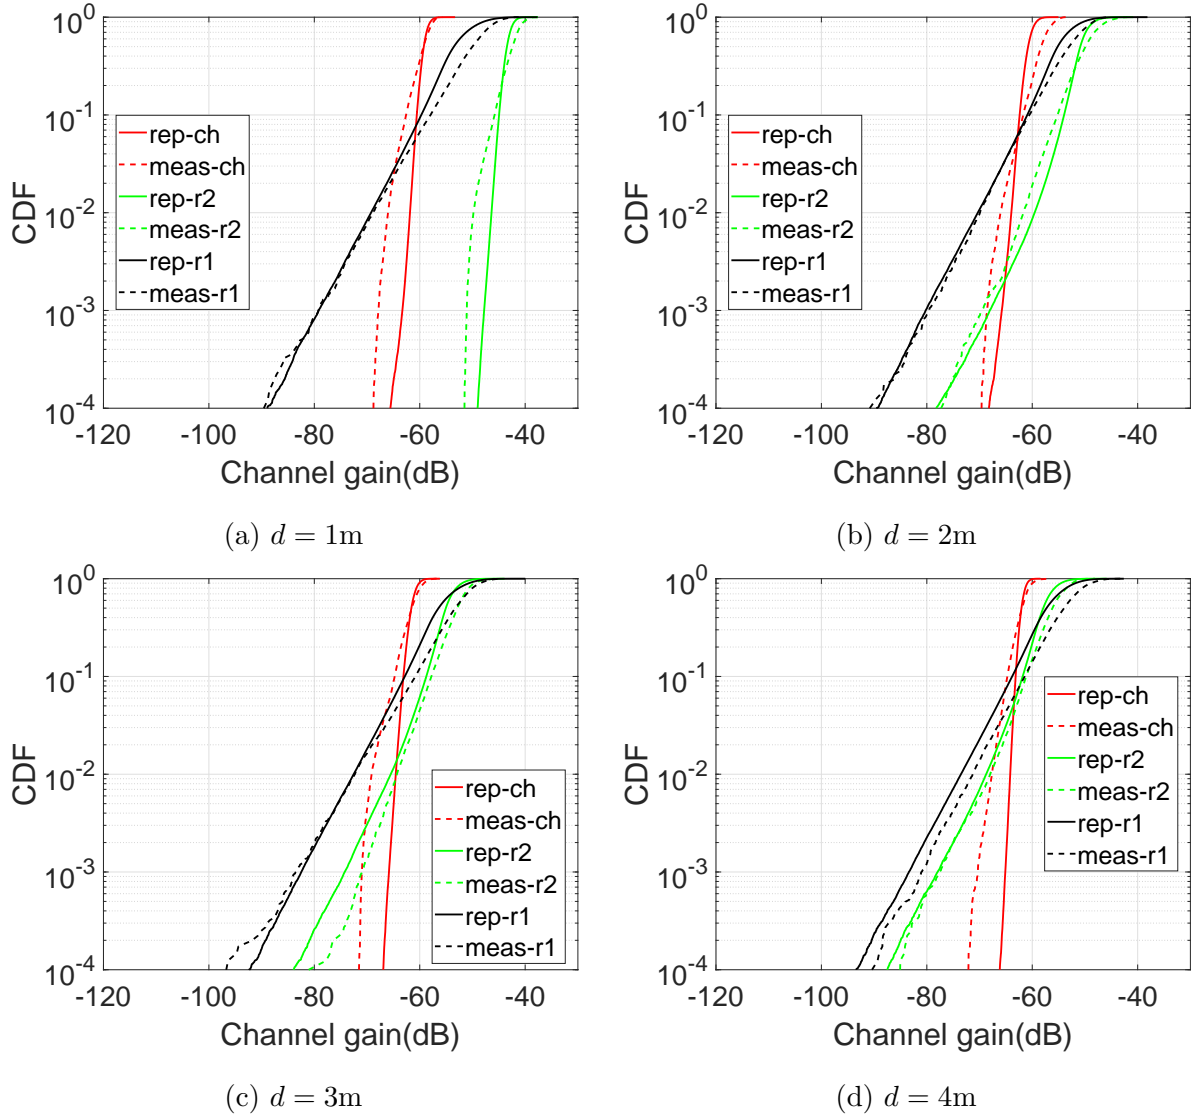 10^0
10^-1
10^-2
10^-3
10^-4
CDF
rep-ch
meas-ch
rep-r2
meas-r2
rep-r1
meas-r1
-120 -100 -80 -60 -40
Channel gain(dB)
(a) d = 1m
10^0
10^-1
10^-2
10^-3
10^-4
CDF
rep-ch
meas-ch
rep-r2
meas-r2
rep-r1
meas-r1
-120 -100 -80 -60 -40
Channel gain(dB)
(b) d = 2m
10^0
10^-1
10^-2
10^-3
10^-4
CDF
rep-ch
meas-ch
rep-r2
meas-r2
rep-r1
meas-r1
-120 -100 -80 -60 -40
Channel gain(dB)
(c) d = 3m
10^0
10^-1
10^-2
10^-3
10^-4
CDF
rep-ch
meas-ch
rep-r2
meas-r2
rep-r1
meas-r1
-120 -100 -80 -60 -40
Channel gain(dB)
(d) d = 4m